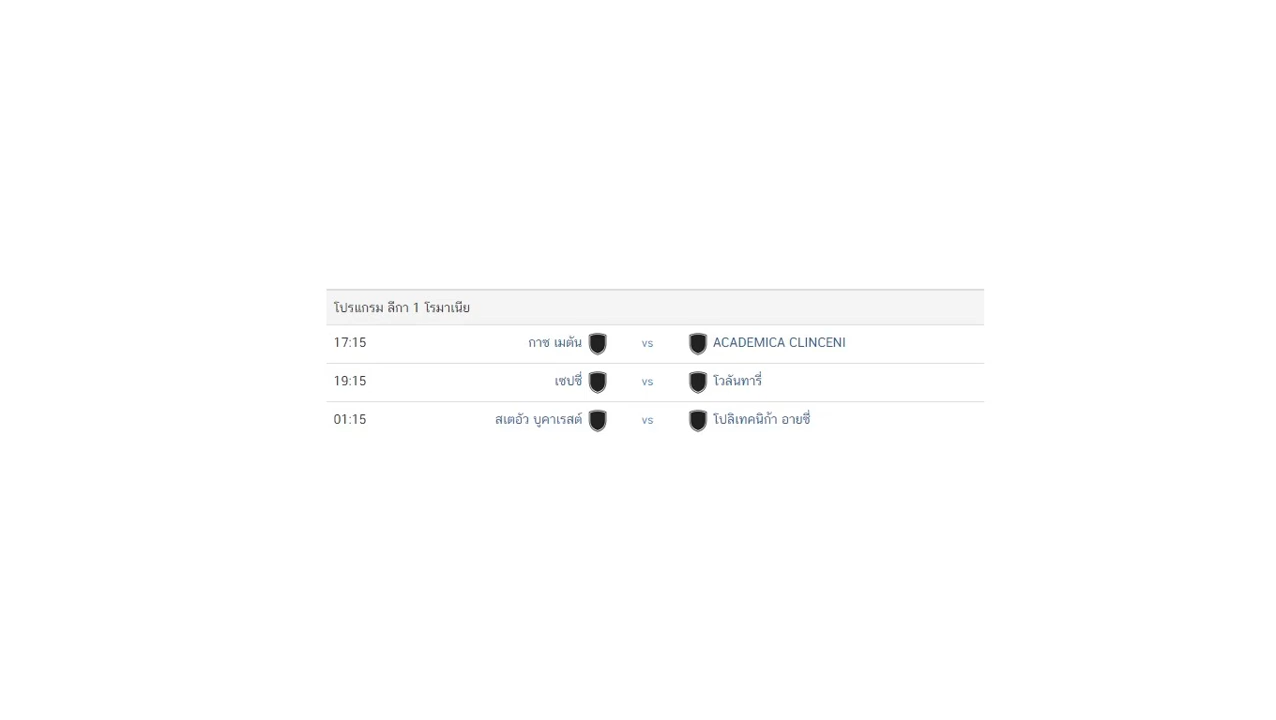 โปรแกรม ลีกา 1 โรมาเนีย
17:15 กาซ เมตัน vs ACADEMICA CLINCENI
19:15 เซปซี่ vs โวลันทารี่
01:15 สเตอัว บูคาเรสต์ vs โปลิเทคนิก้า อายซี่